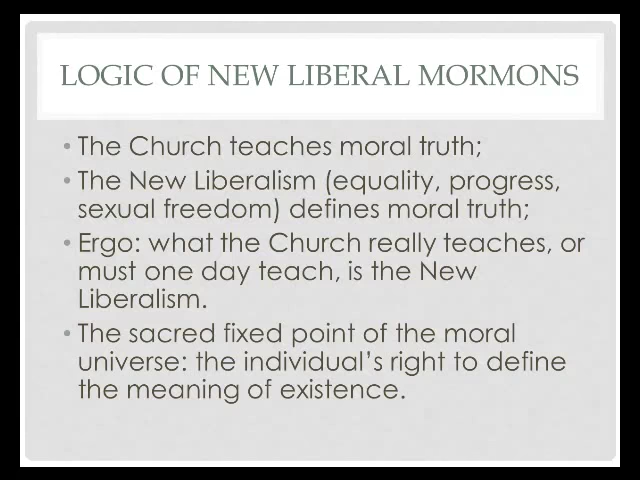 LOGIC OF NEW LIBERAL MORMONS
• The Church teaches moral truth;
• The New Liberalism (equality, progress,
sexual freedom) defines moral truth;
• Ergo: what the Church really teaches, or
must one day teach, is the New
Liberalism.
• The sacred fixed point of the moral
universe: the individual’s right to define
the meaning of existence.